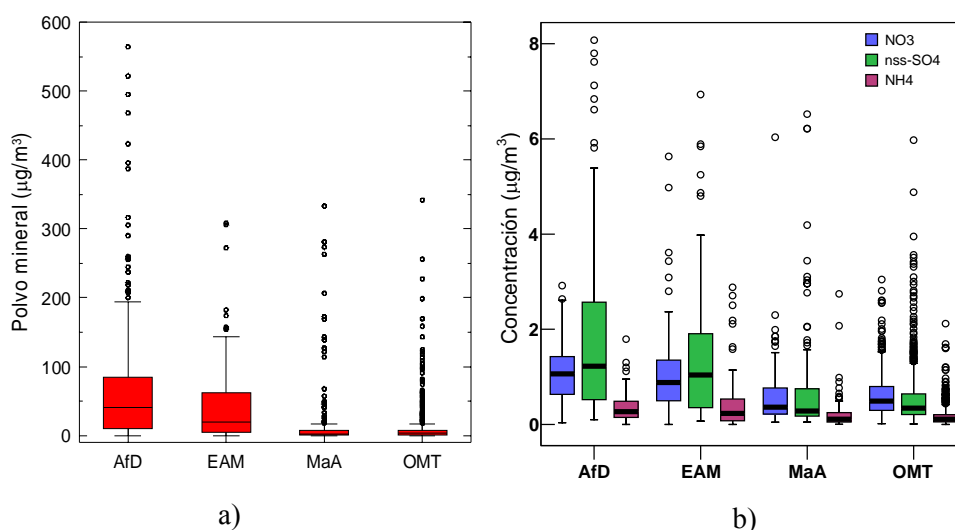 600
500
400
300
200
100
0
Polvo mineral (μg/m³)
AfD EAM MaA OMT
a)
8
6
4
2
0
Concentración (μg/m³)
NO3
nss-SO4
NH4
AfD EAM MaA OMT
b)